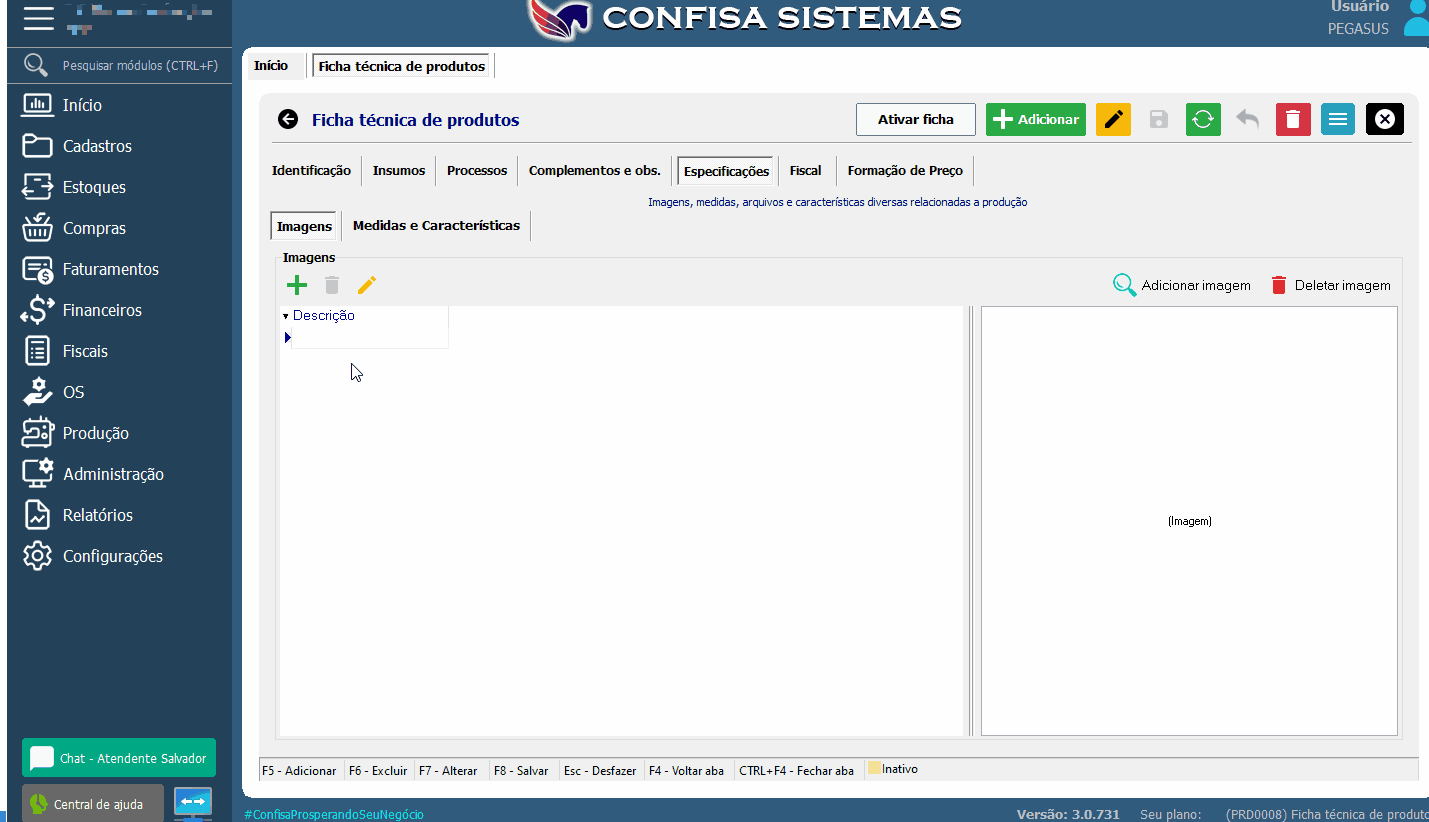 CONFISA SISTEMAS
Usuário
PEGASUS
Pesquisar módulos (CTRL+F)
Início
Cadastros
Estoques
Compras
Faturamentos
Financeiros
Fiscais
OS
Produção
Administração
Relatórios
Configurações
Chat - Atendente Salvador
Central de ajuda
Início
Ficha técnica de produtos
Ficha técnica de produtos
Ativar ficha
Adicionar
Identificação
Insumos
Processos
Complementos e obs.
Especificações
Fiscal
Formação de Preço
Imagens, medidas, arquivos e características diversas relacionadas a produção
Imagens
Medidas e Características
Imagens
Adicionar imagem
Deletar imagem
Descrição
(Imagem)
F5 - Adicionar
F6 - Excluir
F7 - Alterar
F8 - Salvar
Esc - Desfazer
F4 - Voltar aba
CTRL+F4 - Fechar aba
Inativo
#ConfisaProsperandoSeuNegócio
Versão: 3.0.731
Seu plano:
(PRD0008) Ficha técnica de produto